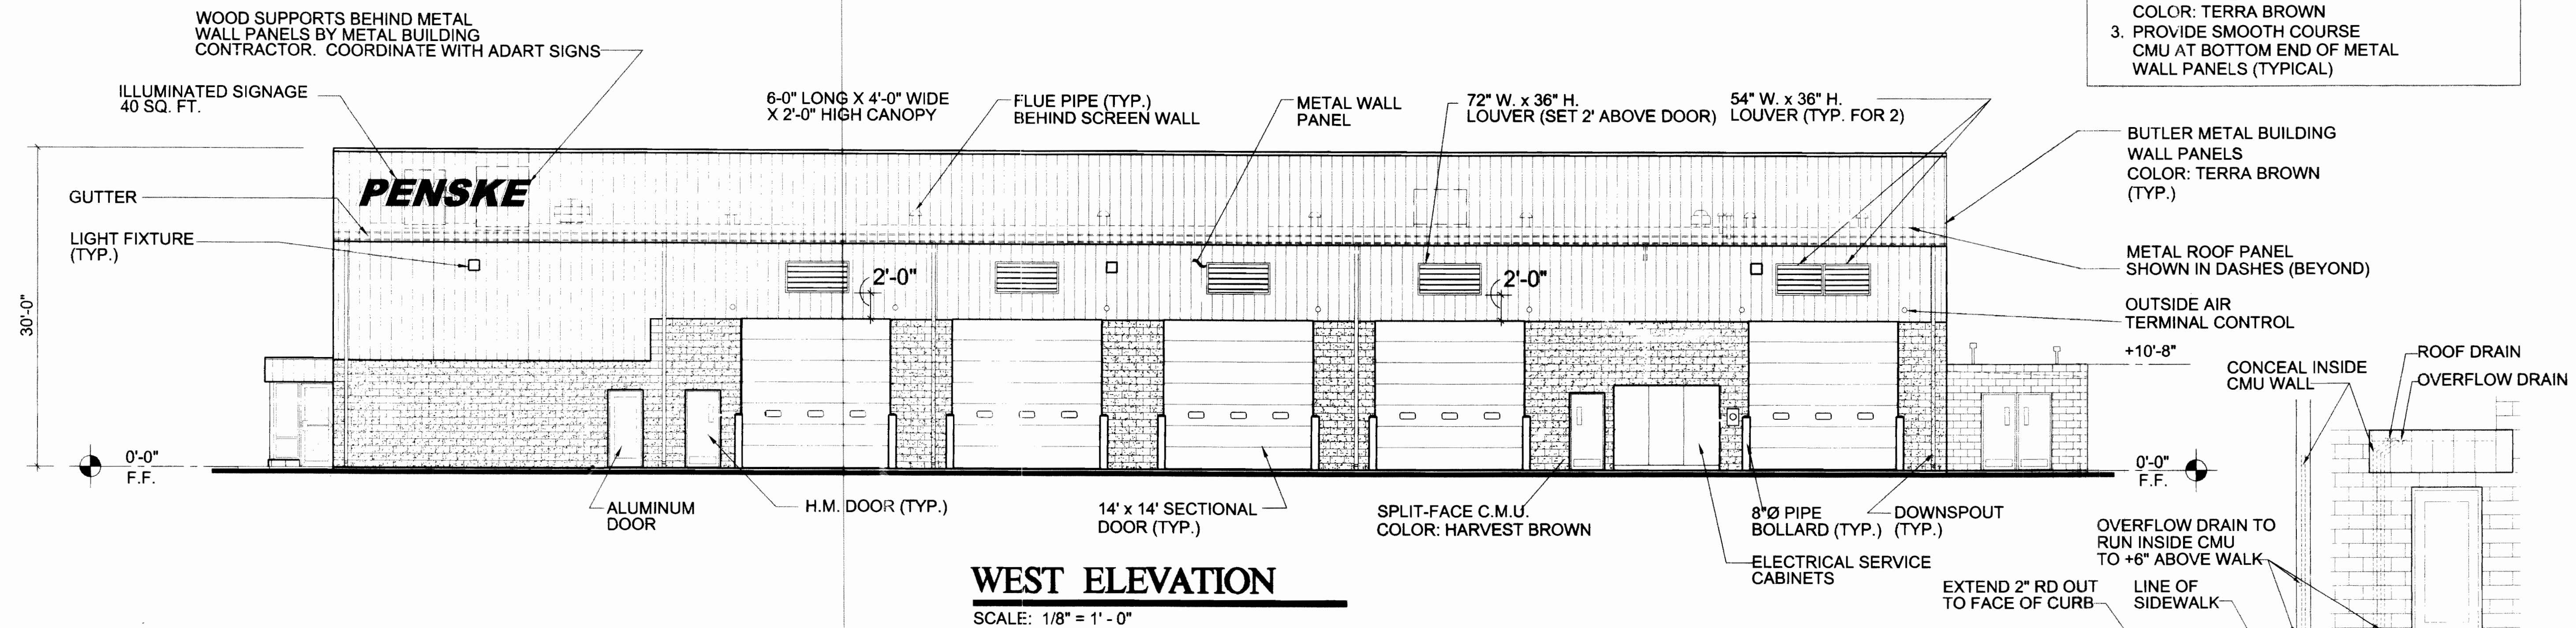 WOOD SUPPORTS BEHIND METAL
WALL PANELS BY METAL BUILDING
CONTRACTOR. COORDINATE WITH ADART SIGNS
ILLUMINATED SIGNAGE
40 SQ. FT.
6-0" LONG X 4'-0" WIDE
X 2'-0" HIGH CANOPY
FLUE PIPE (TYP.)
BEHIND SCREEN WALL
METAL WALL
PANEL
72" W. x 36" H.
LOUVER (SET 2' ABOVE DOOR)
54" W. x 36" H.
LOUVER (TYP. FOR 2)
COLOR: TERRA BROWN
3. PROVIDE SMOOTH COURSE
CMU AT BOTTOM END OF METAL
WALL PANELS (TYPICAL)
BUTLER METAL BUILDING
WALL PANELS
COLOR: TERRA BROWN
(TYP.)
PENSKE
GUTTER
LIGHT FIXTURE
(TYP.)
30'-0"
2'-0"
2'-0"
METAL ROOF PANEL
SHOWN IN DASHES (BEYOND)
OUTSIDE AIR
TERMINAL CONTROL
+10'-8"
CONCEAL INSIDE
CMU WALL
ROOF DRAIN
OVERFLOW DRAIN
0'-0"
F.F.
0'-0"
F.F.
ALUMINUM
DOOR
H.M. DOOR (TYP.)
14' x 14' SECTIONAL
DOOR (TYP.)
SPLIT-FACE C.M.U.
COLOR: HARVEST BROWN
8"Ø PIPE
BOLLARD (TYP.)
DOWNSPOUT
(TYP.)
ELECTRICAL SERVICE
CABINETS
OVERFLOW DRAIN TO
RUN INSIDE CMU
TO +6" ABOVE WALK
EXTEND 2" RD OUT
TO FACE OF CURB
LINE OF
SIDEWALK
WEST ELEVATION
SCALE: 1/8" = 1' - 0"